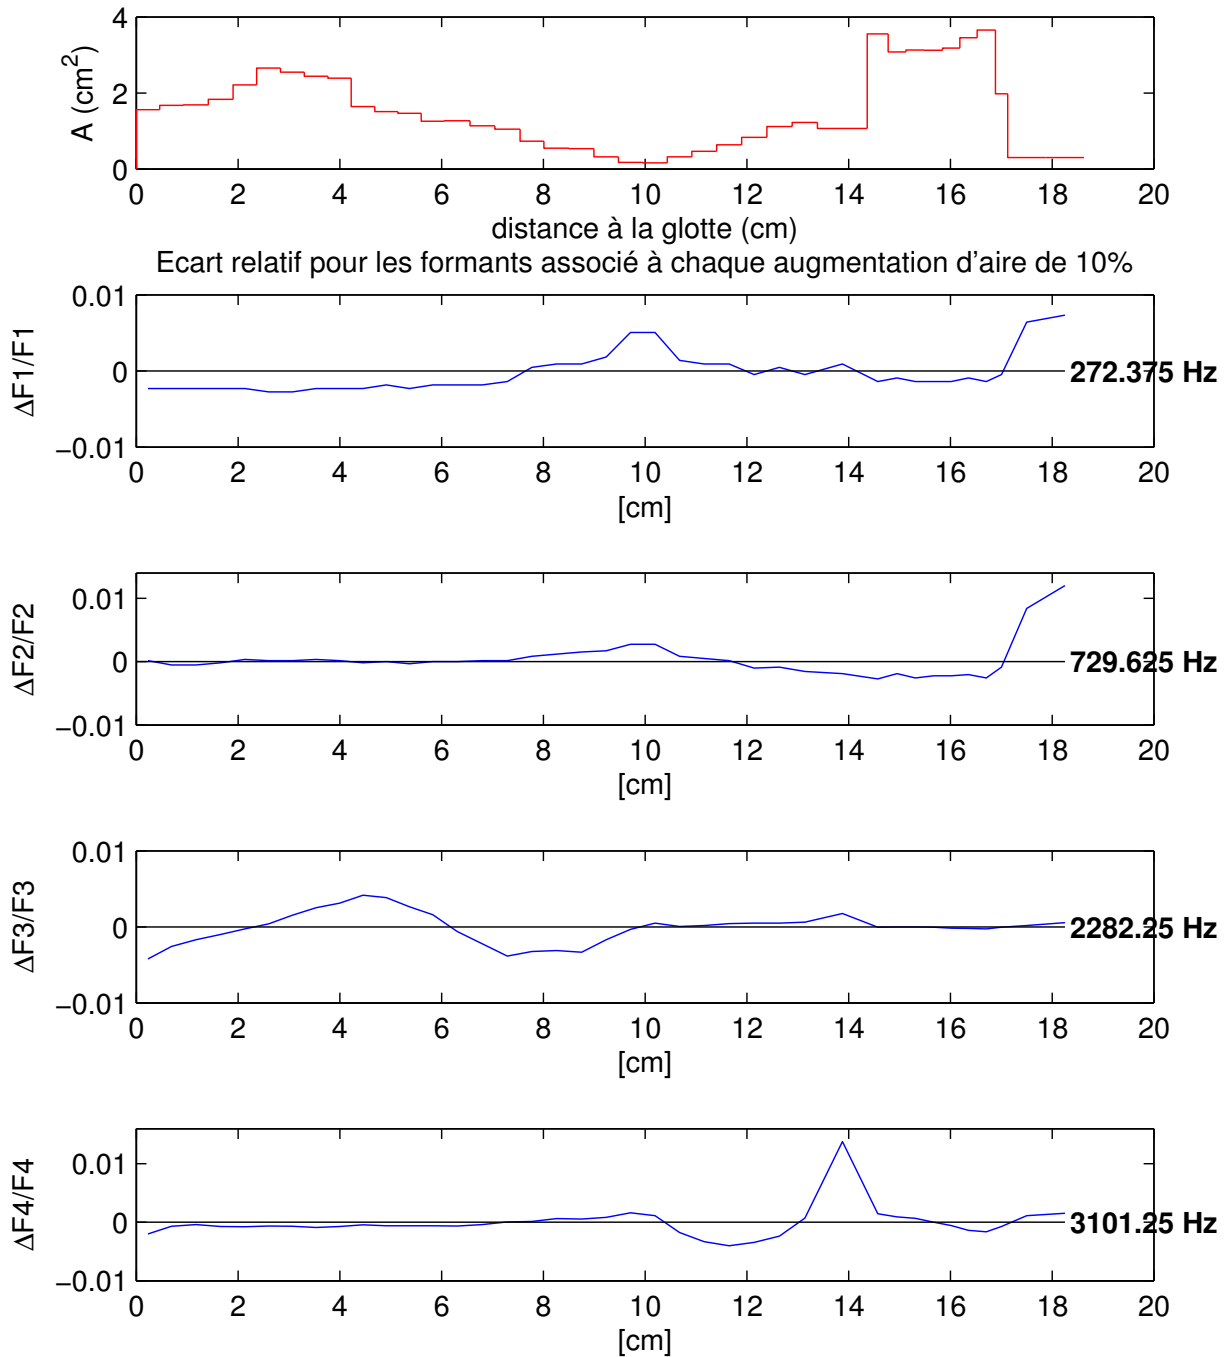 4
2
0
A (cm2)
0 2 4 6 8 10 12 14 16 18 20
distance à la glotte (cm)
Ecart relatif pour les formants associé à chaque augmentation d'aire de 10%
0.01
0
−0.01
ΔF1/F1
272.375 Hz
0 2 4 6 8 10 12 14 16 18 20
[cm]
0.01
0
−0.01
ΔF2/F2
729.625 Hz
0 2 4 6 8 10 12 14 16 18 20
[cm]
0.01
0
−0.01
ΔF3/F3
2282.25 Hz
0 2 4 6 8 10 12 14 16 18 20
[cm]
0.01
0
−0.01
ΔF4/F4
3101.25 Hz
0 2 4 6 8 10 12 14 16 18 20
[cm]